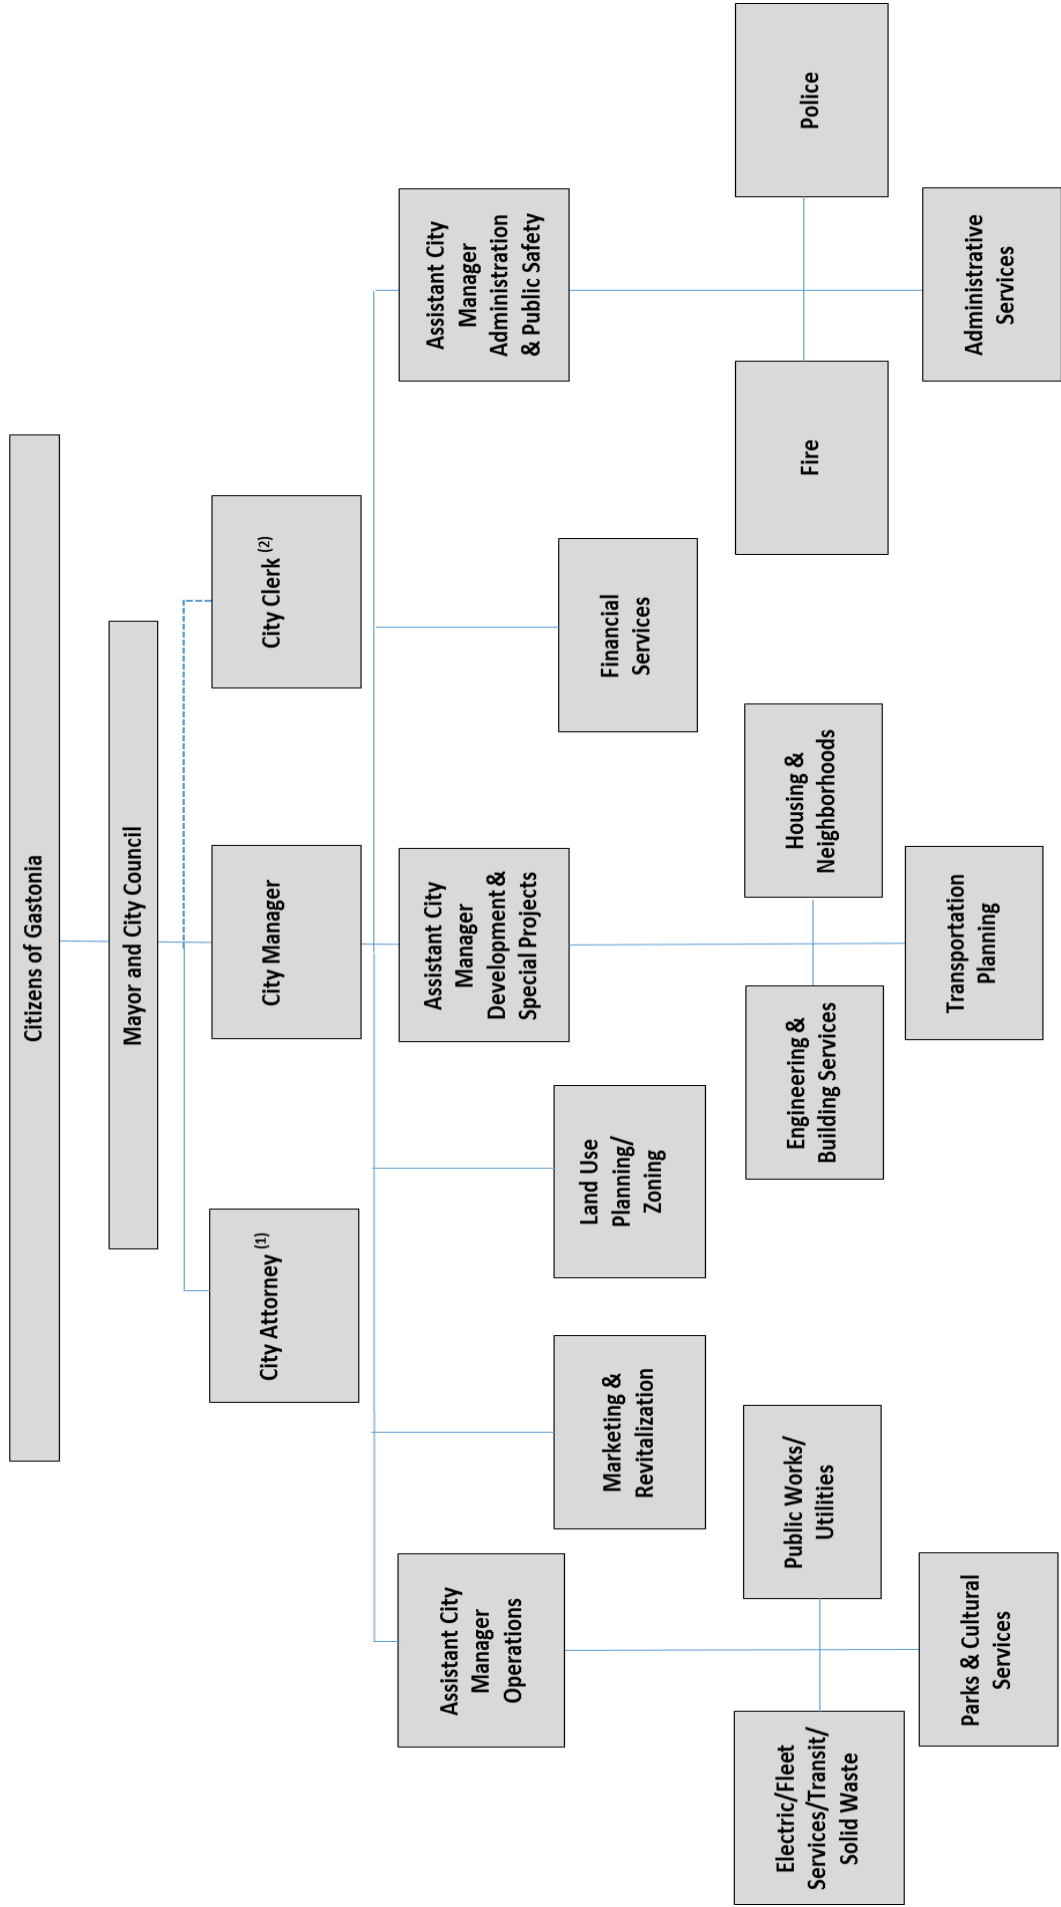 Citizens of Gastonia
Mayor and City Council
City Attorney (1)
City Manager
City Clerk (2)
Assistant City
Manager
Operations
Assistant City
Manager
Development &
Special Projects
Assistant City
Manager
Administration
& Public Safety
Marketing &
Revitalization
Land Use
Planning/
Zoning
Financial
Services
Electric/Fleet
Services/Transit/
Solid Waste
Public Works/
Utilities
Engineering &
Building Services
Housing &
Neighborhoods
Fire
Police
Parks & Cultural
Services
Transportation
Planning
Administrative
Services